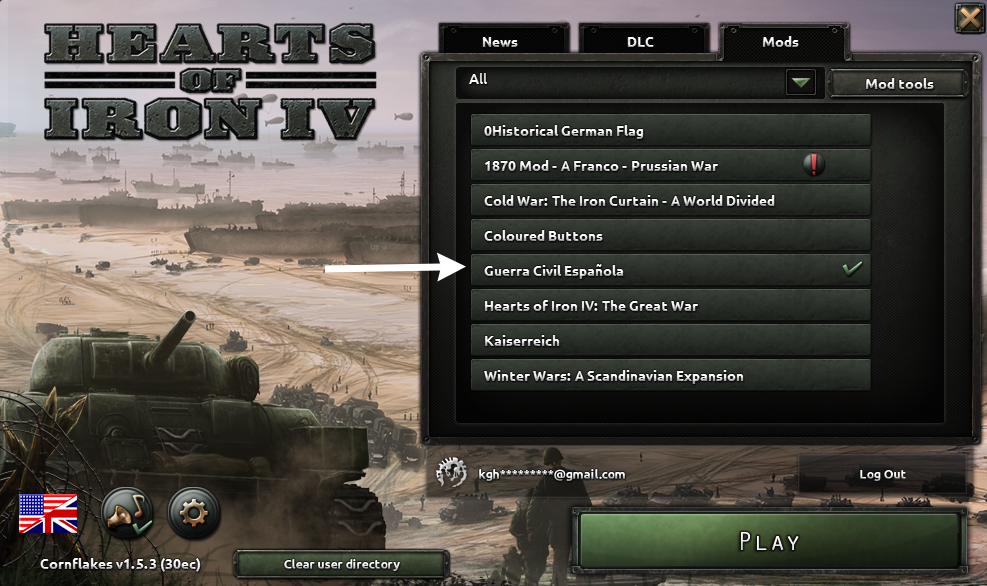 HEARTS
OF
IRON IV
News
DLC
Mods
All
Mod tools
0Historical German Flag
1870 Mod - A Franco - Prussian War
Cold War: The Iron Curtain - A World Divided
Coloured Buttons
Guerra Civil Española
Hearts of Iron IV: The Great War
Kaiserreich
Winter Wars: A Scandinavian Expansion
kgh*********@gmail.com
Log Out
PLAY
Cornflakes v1.5.3 (30ec)
Clear user directory